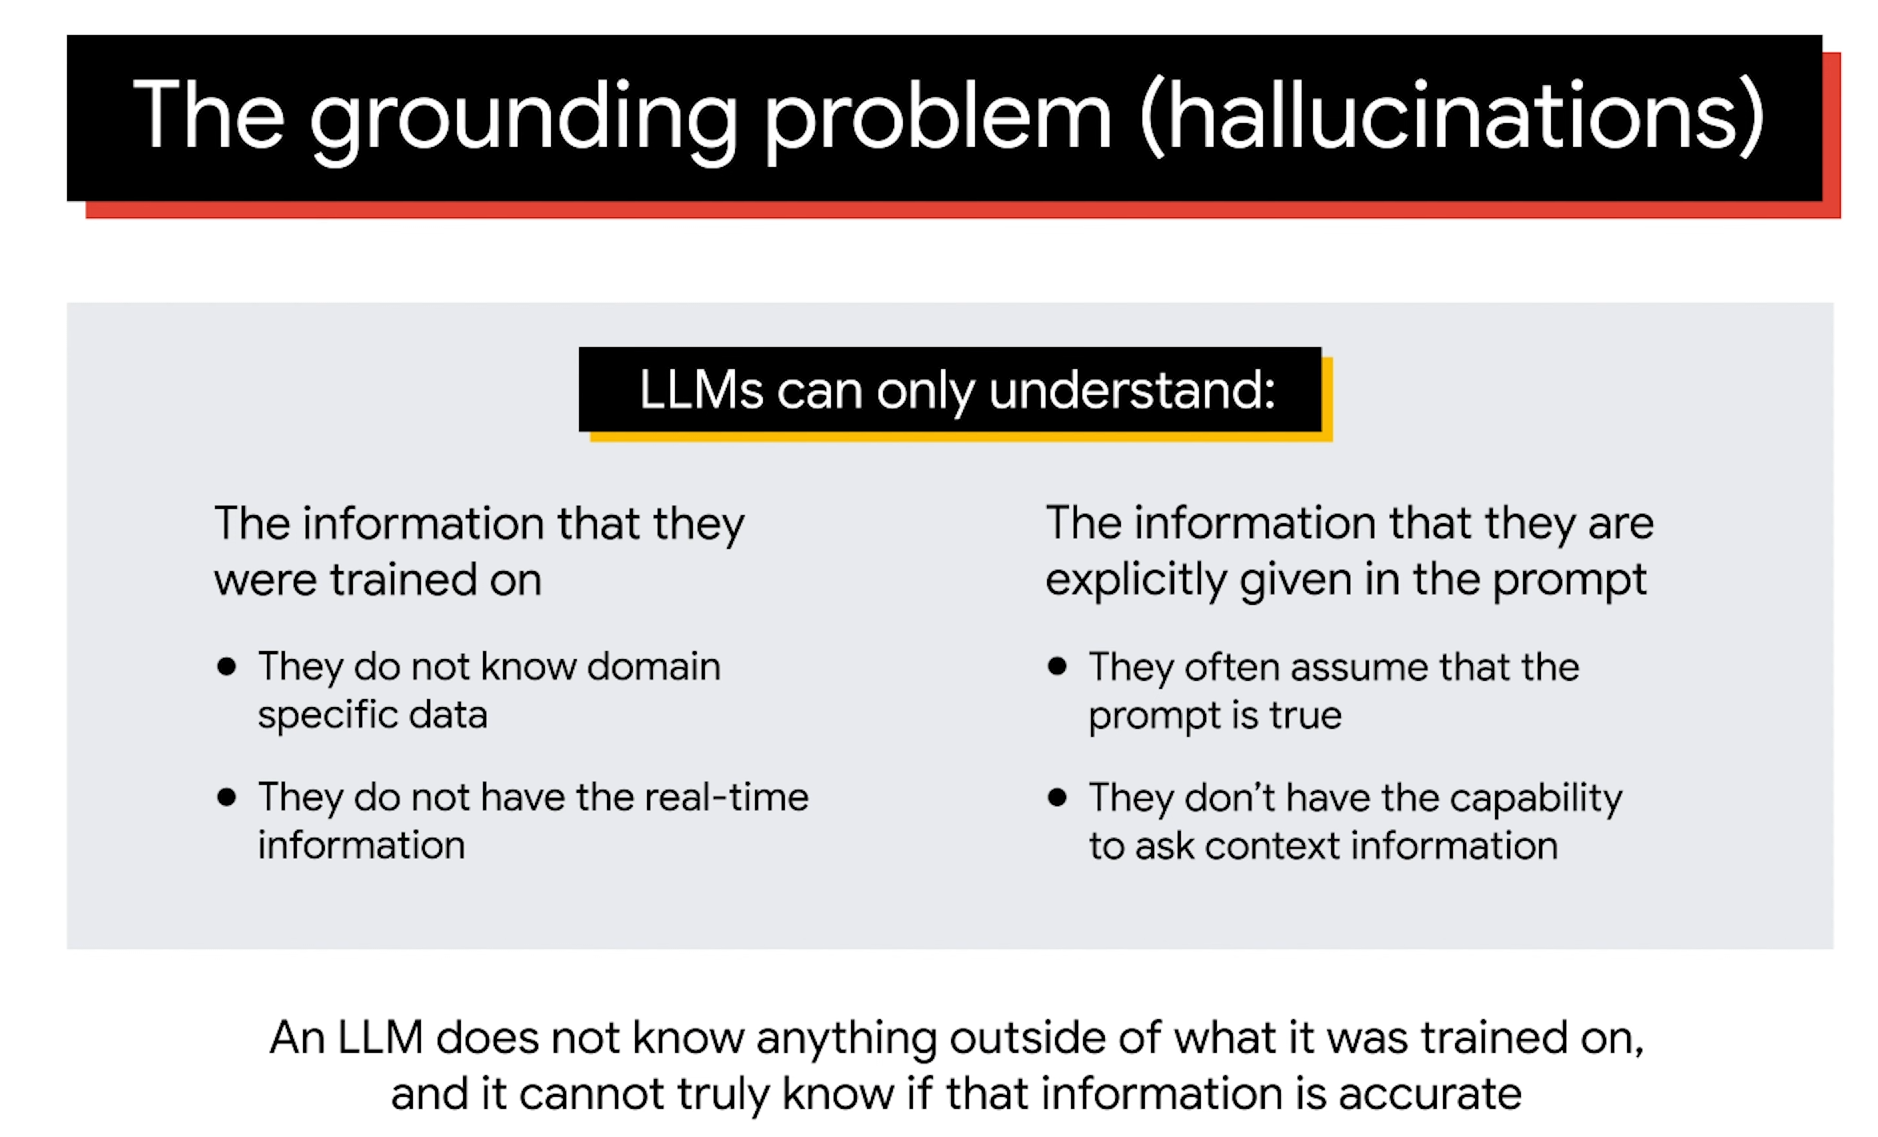 The grounding problem (hallucinations)
LLMs can only understand:
The information that they
were trained on
● They do not know domain
specific data
● They do not have the real-time
information
The information that they are
explicitly given in the prompt
● They often assume that the
prompt is true
● They don’t have the capability
to ask context information
An LLM does not know anything outside of what it was trained on,
and it cannot truly know if that information is accurate